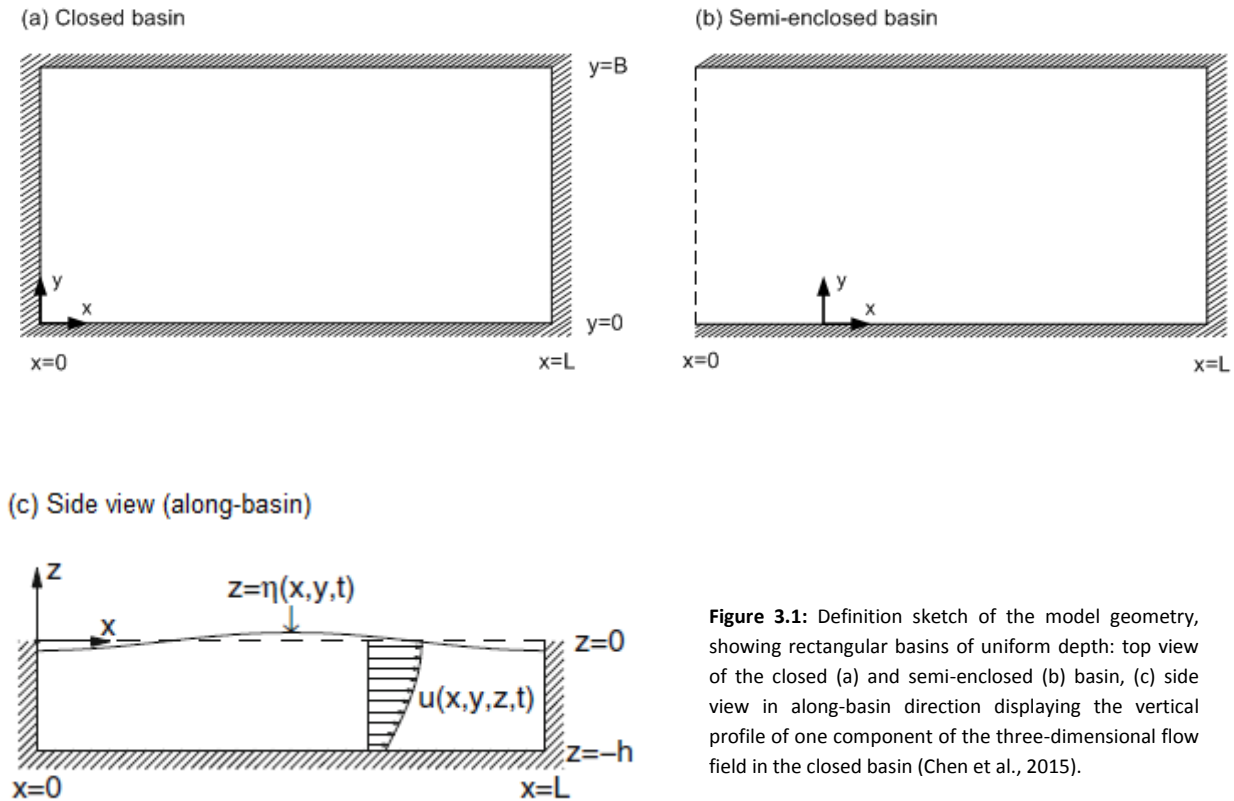 (a) Closed basin
y=B
y
x
y=0
x=0
x=L
(b) Semi-enclosed basin
y
x
x=0
x=L
(c) Side view (along-basin)
z
z=η(x,y,t)
x
z=0
u(x,y,z,t)
z=−h
x=0
x=L
Figure 3.1: Definition sketch of the model geometry,
showing rectangular basins of uniform depth: top view
of the closed (a) and semi-enclosed (b) basin, (c) side
view in along-basin direction displaying the vertical
profile of one component of the three-dimensional flow
field in the closed basin (Chen et al., 2015).